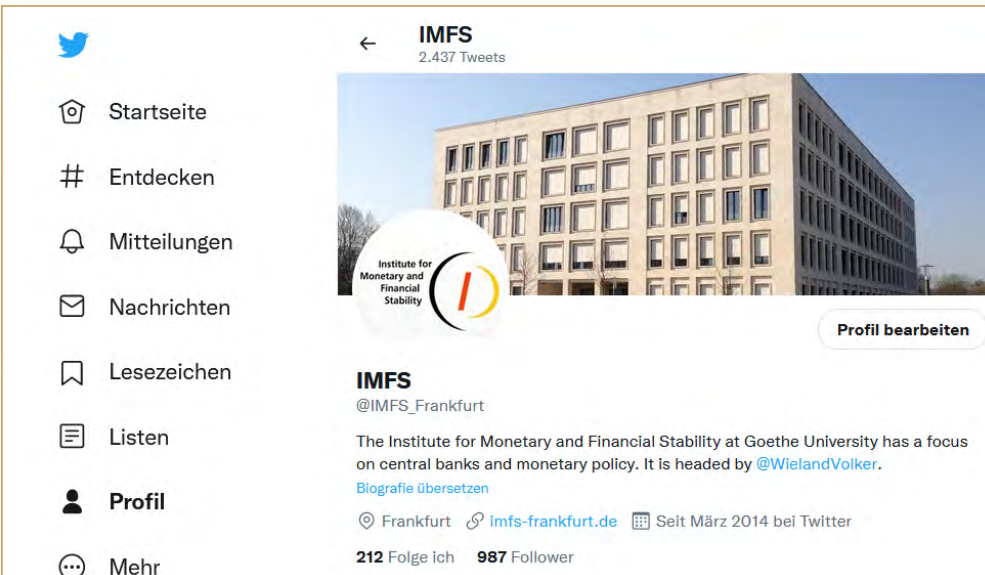 IMFS
2.437 Tweets
Startseite
Entdecken
Mitteilungen
Nachrichten
Lesezeichen
Listen
Profil
Mehr
Institute for
Monetary and
Financial
Stability
Profil bearbeiten
IMFS
@IMFS_Frankfurt
The Institute for Monetary and Financial Stability at Goethe University has a focus
on central banks and monetary policy. It is headed by @WielandVolker.
Biografie übersetzen
Frankfurt imfs-frankfurt.de Seit März 2014 bei Twitter
212 Folge ich 987 Follower